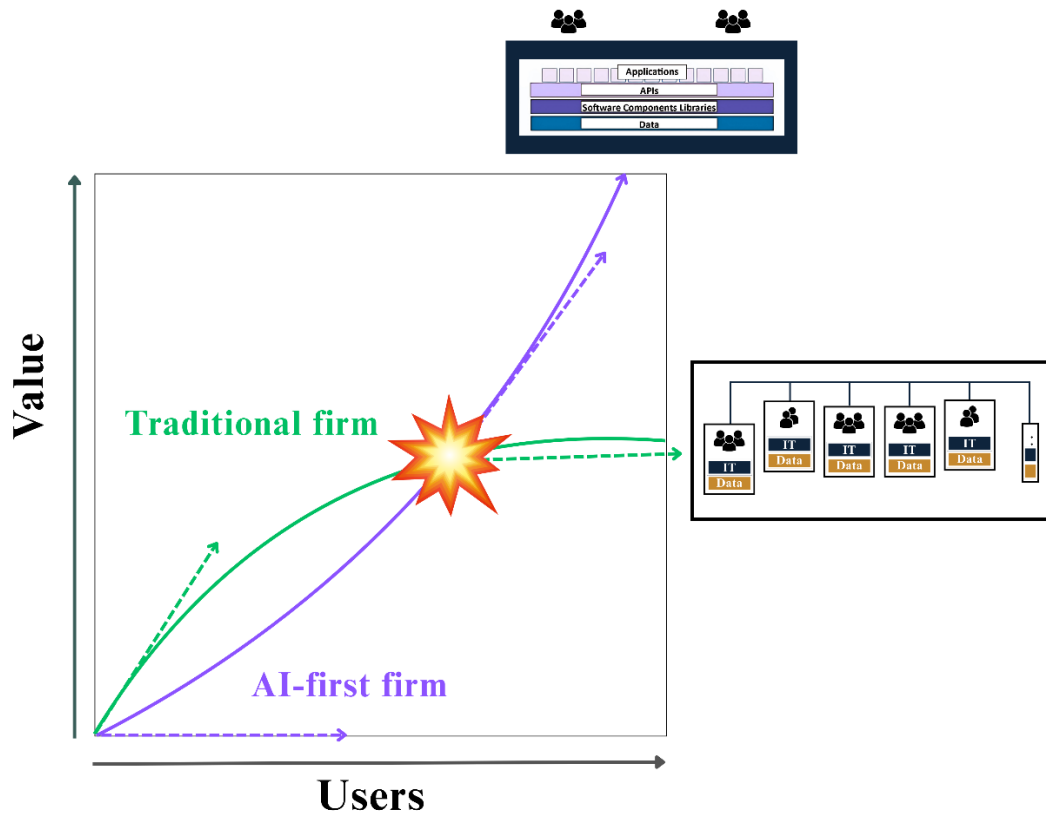 Applications
APIs
Software Components Libraries
Data
Value
Traditional firm
AI-first firm
Users
IT
Data
IT
Data
IT
Data
IT
Data
IT
Data
: